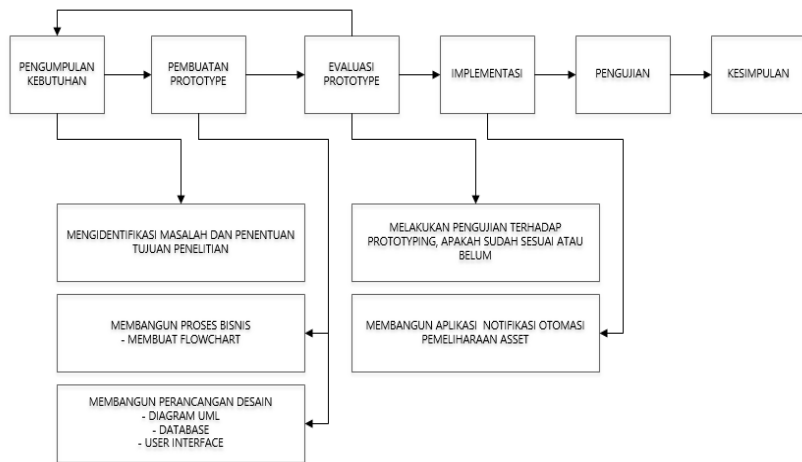 PENGUMPULAN
KEBUTUHAN
PEMBUATAN
PROTOTYPE
EVALUASI
PROTOTYPE
IMPLEMENTASI
PENGUJIAN
KESIMPULAN
MENGIDENTIFIKASI MASALAH DAN PENENTUAN
TUJUAN PENELITIAN
MELAKUKAN PENGUJIAN TERHADAP
PROTOTYPING, APAKAH SUDAH SESUAI ATAU
BELUM
MEMBANGUN PROSES BISNIS
- MEMBUAT FLOWCHART
MEMBANGUN APLIKASI NOTIFIKASI OTOMASI
PEMELIHARAAN ASSET
MEMBANGUN PERANCANGAN DESAIN
- DIAGRAM UML
- DATABASE
- USER INTERFACE